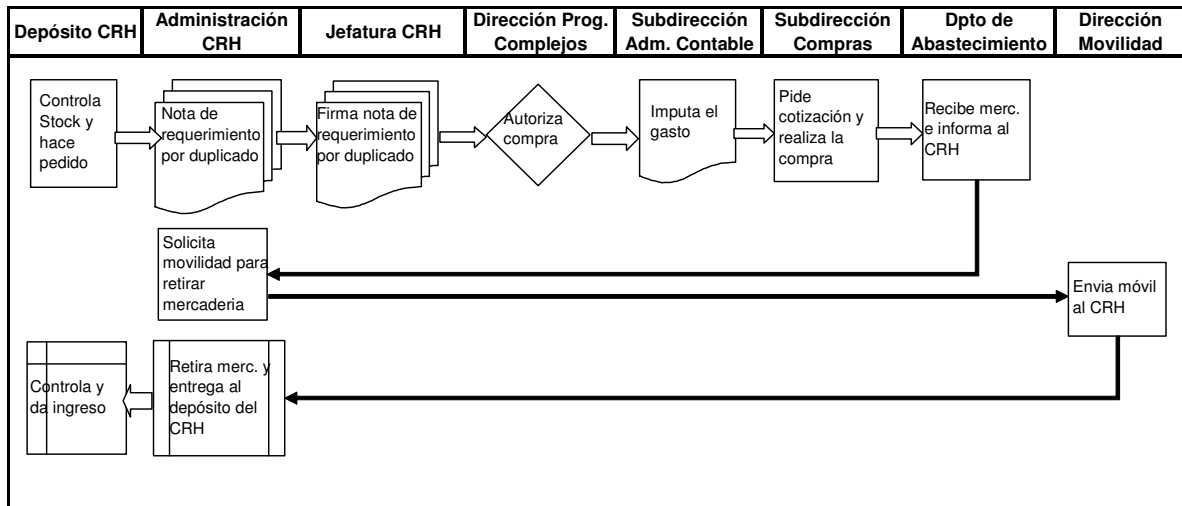 Depósito CRH
Administración
CRH
Jefatura CRH
Dirección Prog.
Complejos
Subdirección
Adm. Contable
Subdirección
Compras
Dpto de
Abastecimiento
Dirección
Movilidad
Controla
Stock y
hace
pedido
Nota de
requerimiento
por duplicado
Firma nota de
requerimiento
por duplicado
Autoriza
compra
Imputa el
gasto
Pide
cotización y
realiza la
compra
Recibe merc.
e informa al
CRH
Solicita
movilidad para
retirar
mercaderia
Envia móvil
al CRH
Controla y
da ingreso
Retira merc. y
entrega al
depósito del
CRH